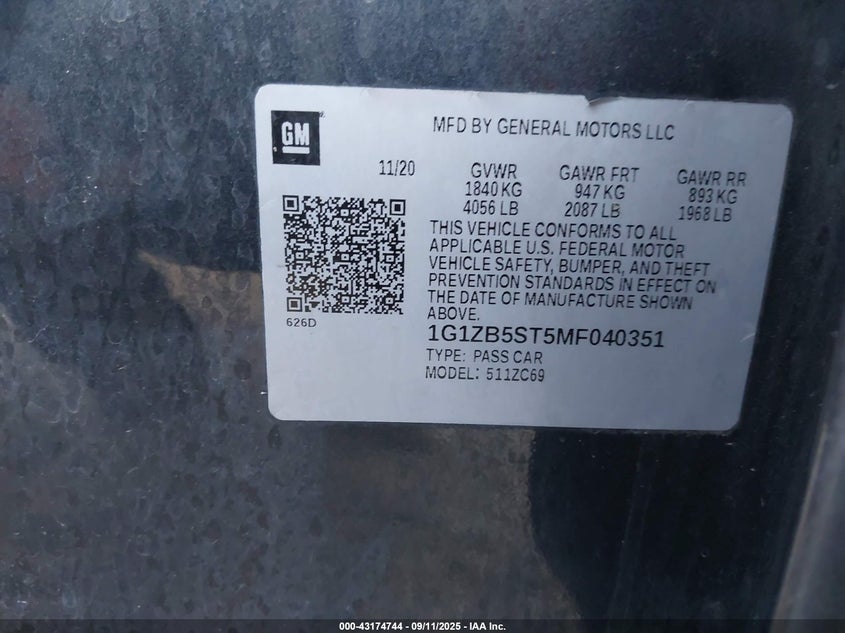 GM
MFD BY GENERAL MOTORS LLC
11/20
GVWR GAWR FRT GAWR RR
1840 KG 947 KG 893 KG
4056 LB 2087 LB 1968 LB
THIS VEHICLE CONFORMS TO ALL
APPLICABLE U.S. FEDERAL MOTOR
VEHICLE SAFETY, BUMPER, AND THEFT
PREVENTION STANDARDS IN EFFECT ON
THE DATE OF MANUFACTURE SHOWN
ABOVE.
626D
1G1ZB5ST5MF040351
TYPE: PASS CAR
MODEL: 511ZC69
000-43174744 - 09/11/2025 - IAA Inc.